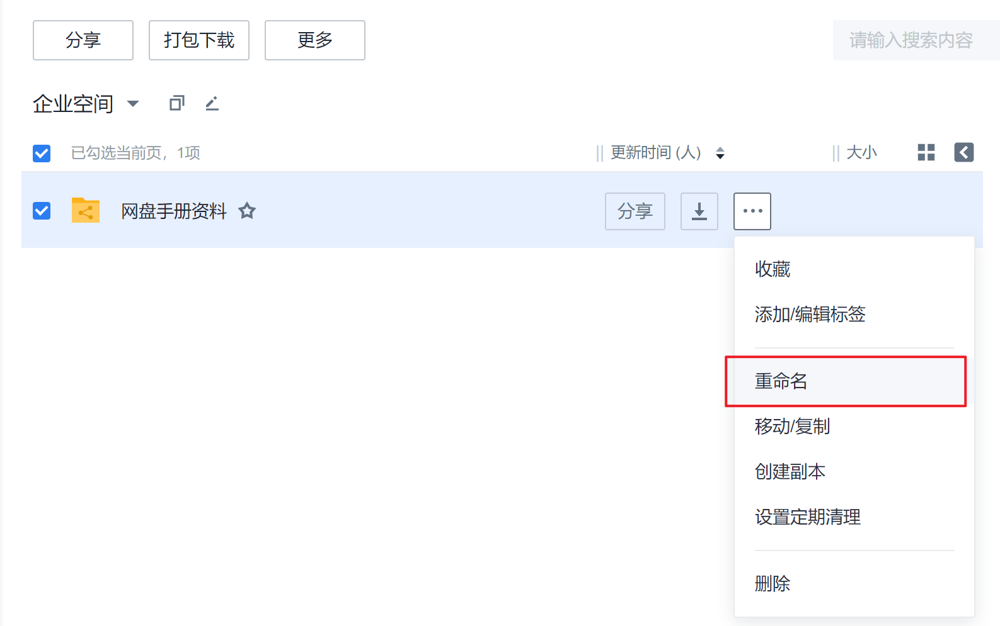 分享 打包下载 更多 请输入搜索内容
企业空间
已勾选当前页，1项 更新时间 (人) 大小
网盘手册资料 分享
收藏
添加/编辑标签
重命名
移动/复制
创建副本
设置定期清理
删除